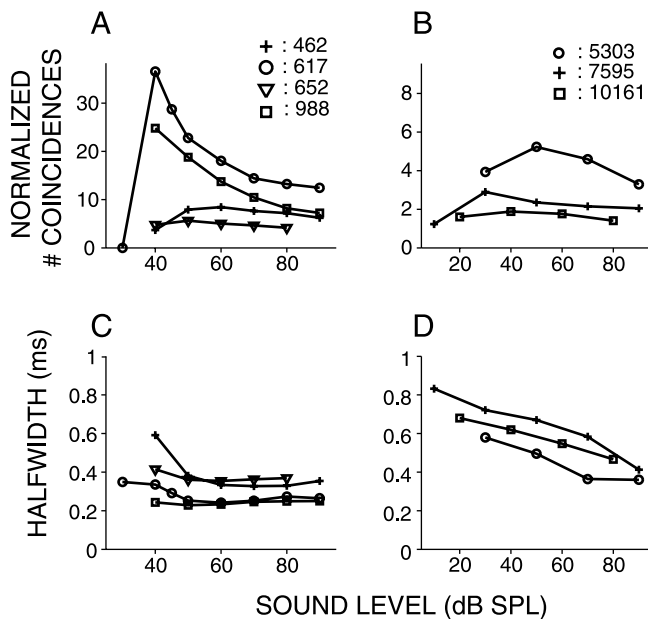 A
B
+ : 462
○ : 617
▽ : 652
□ : 988
○ : 5303
+ : 7595
□ : 10161
NORMALIZED
# COINCIDENCES
30
20
10
0
40 60 80
8
6
4
2
0
20 40 60 80
C
D
HALFWIDTH (ms)
1
0.8
0.6
0.4
0.2
0
40 60 80
1
0.8
0.6
0.4
0.2
0
20 40 60 80
SOUND LEVEL (dB SPL)